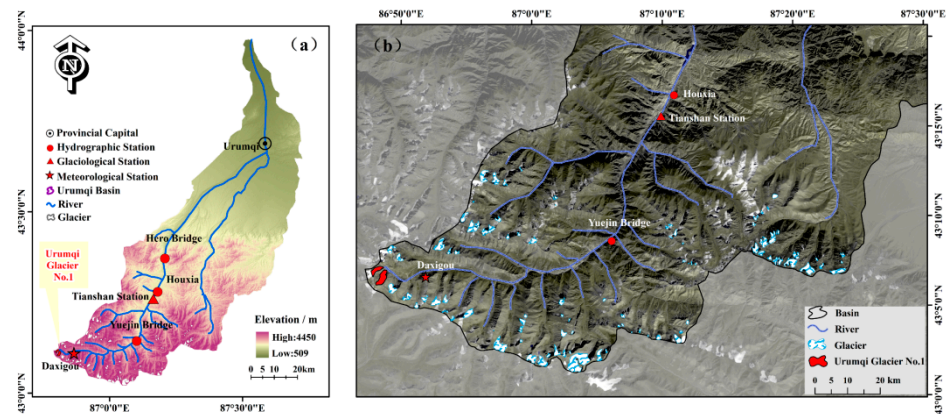 (a)
N
44°0'0"N
43°30'0"N
43°0'0"N
87°0'0"E
87°30'0"E
Provincial Capital
Hydrographic Station
Glaciological Station
Meteorological Station
Urumqi Basin
River
Glacier
Urumqi
Glacier
No.1
Urumqi
Hero Bridge
Houxia
Tianshan Station
Yuejin Bridge
Daxigou
Elevation / m
High:4450
Low:509
0 5 10 20km
(b)
86°50'0"E
87°0'0"E
87°10'0"E
87°20'0"E
87°30'0"E
43°15'0"N
43°10'0"N
43°5'0"N
43°0'0"N
Houxia
Tianshan Station
Yuejin Bridge
Daxigou
Basin
River
Glacier
Urumqi Glacier No.1
0 5 10 20 km